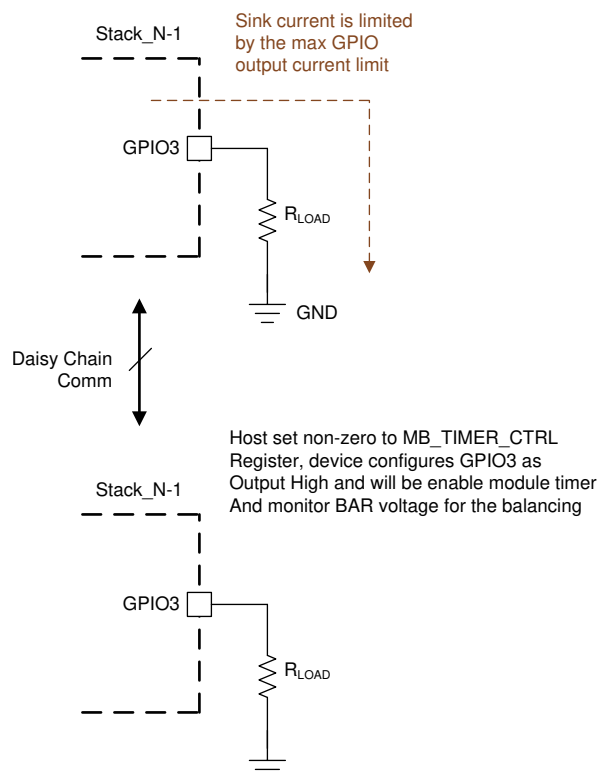 Stack_N-1
Sink current is limited
by the max GPIO
output current limit
GPIO3
RLOAD
GND
Daisy Chain
Comm
Host set non-zero to MB_TIMER_CTRL
Register, device configures GPIO3 as
Output High and will be enable module timer
And monitor BAR voltage for the balancing
Stack_N-1
GPIO3
RLOAD